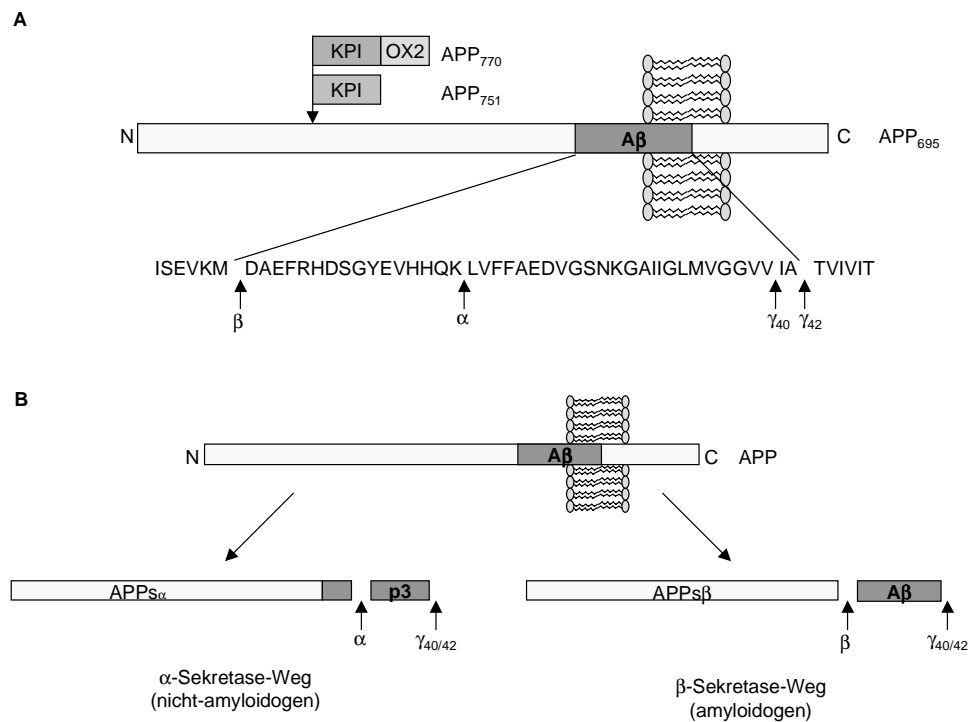 A
KPI OX2 APP770
KPI APP751
N Aβ C APP695
ISEVKM DAEFRHDSGYEVHHQK LVFFAEDVGSNKGAIIGLMVGGVV IA TVIVIT
β α γ40 γ42
B
N Aβ C APP
APPsα p3 APPsβ Aβ
α γ40/42 β γ40/42
α-Sekretase-Weg
(nicht-amyloidogen)
β-Sekretase-Weg
(amyloidogen)